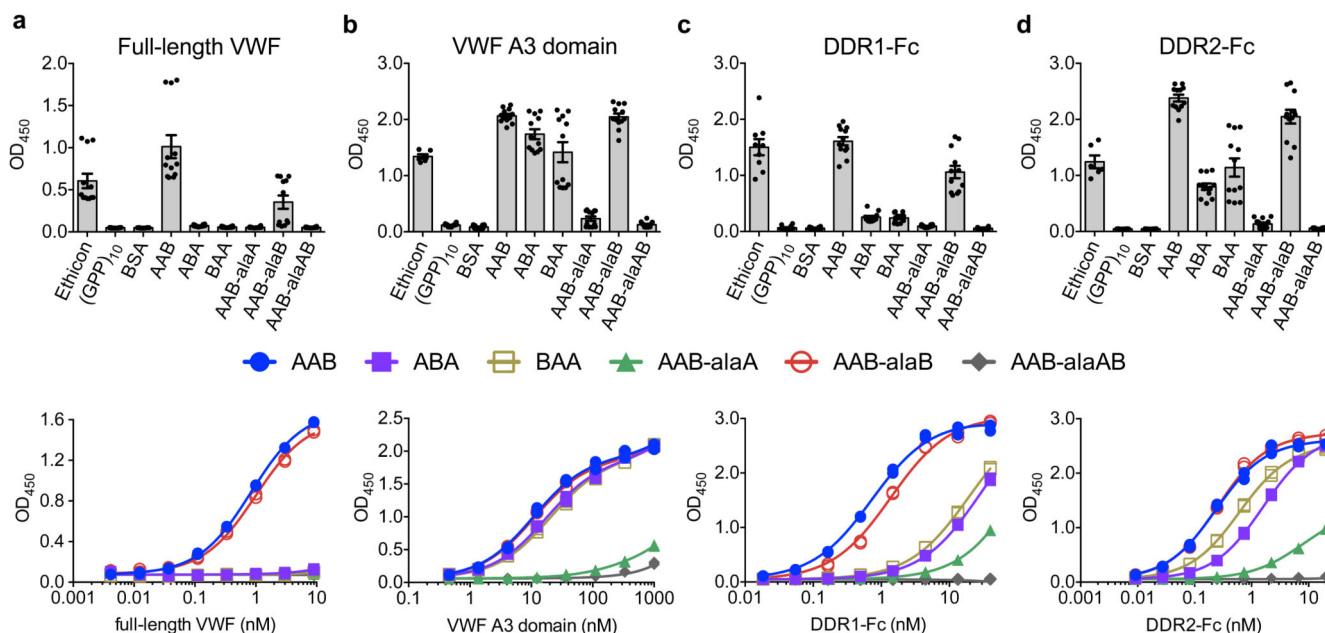 a b c d
Full-length VWF VWF A3 domain DDR1-Fc DDR2-Fc
2.0 1.5 1.0 0.5 0.0 OD450
3.0 2.0 1.0 0.0 OD450
3.0 2.0 1.0 0.0 OD450
3.0 2.0 1.0 0.0 OD450
Ethicon (GPP)10 BSA AAB ABA BAA AAB-alaA AAB-alaB AAB-alaAB
Ethicon (GPP)10 BSA AAB ABA BAA AAB-alaA AAB-alaB AAB-alaAB
Ethicon (GPP)10 BSA AAB ABA BAA AAB-alaA AAB-alaB AAB-alaAB
Ethicon (GPP)10 BSA AAB ABA BAA AAB-alaA AAB-alaB AAB-alaAB
AAB ABA BAA AAB-alaA AAB-alaB AAB-alaAB
1.6 1.2 0.8 0.4 0.0 OD450
0.001 0.01 0.1 1 10
full-length VWF (nM)
2.5 2.0 1.5 1.0 0.5 0.0 OD450
0.1 1 10 100 1000
VWF A3 domain (nM)
3.0 2.0 1.0 0.0 OD450
0.01 0.1 1 10
DDR1-Fc (nM)
3.0 2.0 1.0 0.0 OD450
0.001 0.01 0.1 1 10
DDR2-Fc (nM)